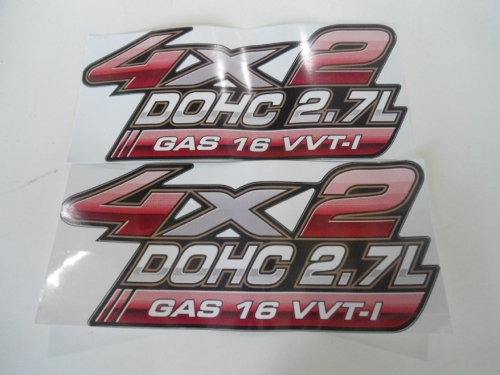 4x2
DOHC 2.7L
GAS 16 VVT-I
4x2
DOHC 2.7L
GAS 16 VVT-I